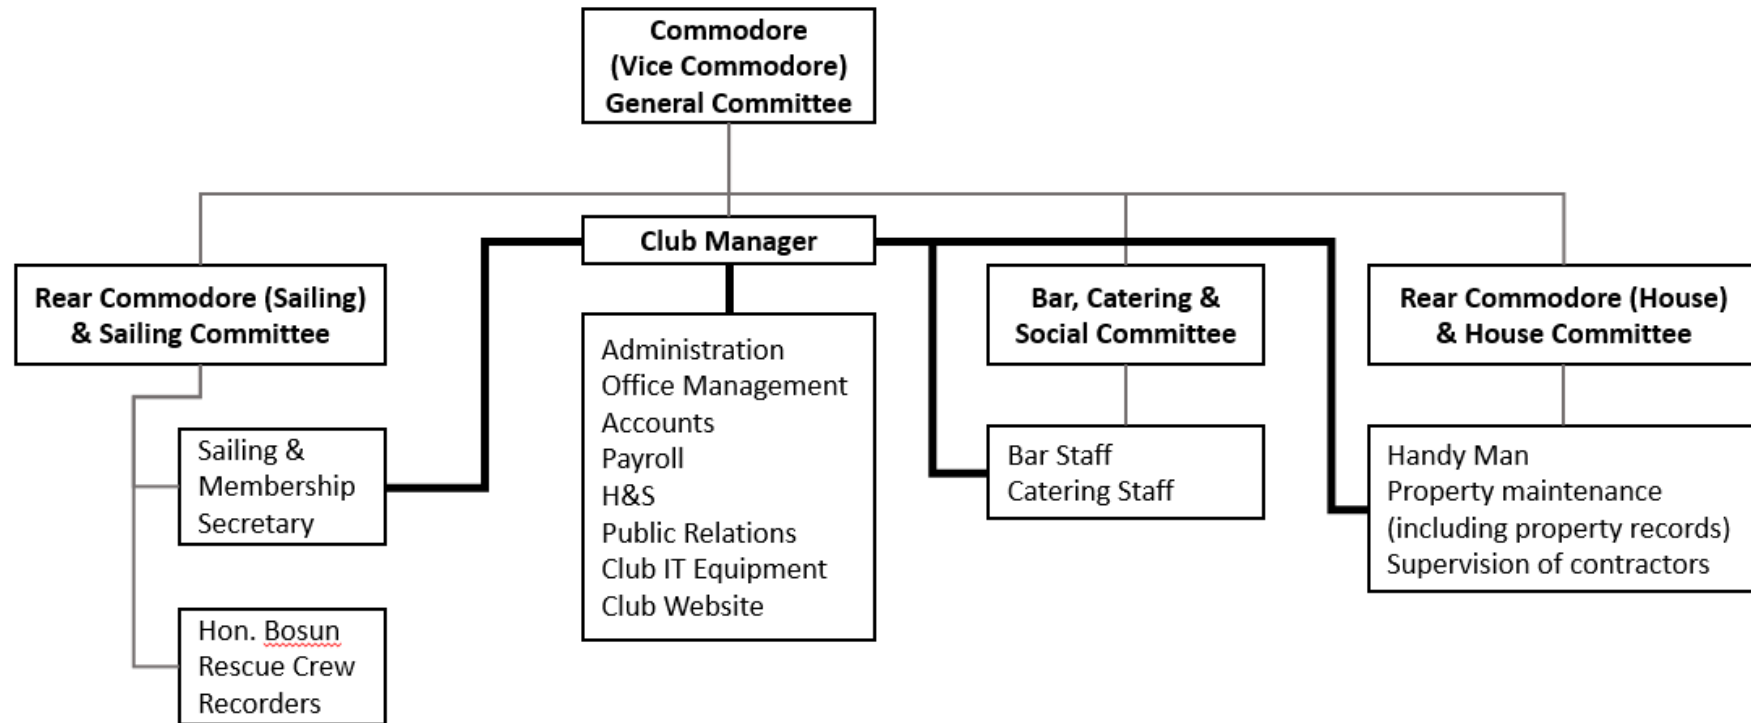 Commodore
(Vice Commodore)
General Committee
Club Manager
Rear Commodore (Sailing)
& Sailing Committee
Bar, Catering &
Social Committee
Rear Commodore (House)
& House Committee
Sailing &
Membership
Secretary
Hon. Bosun
Rescue Crew
Recorders
Administration
Office Management
Accounts
Payroll
H&S
Public Relations
Club IT Equipment
Club Website
Bar Staff
Catering Staff
Handy Man
Property maintenance
(including property records)
Supervision of contractors